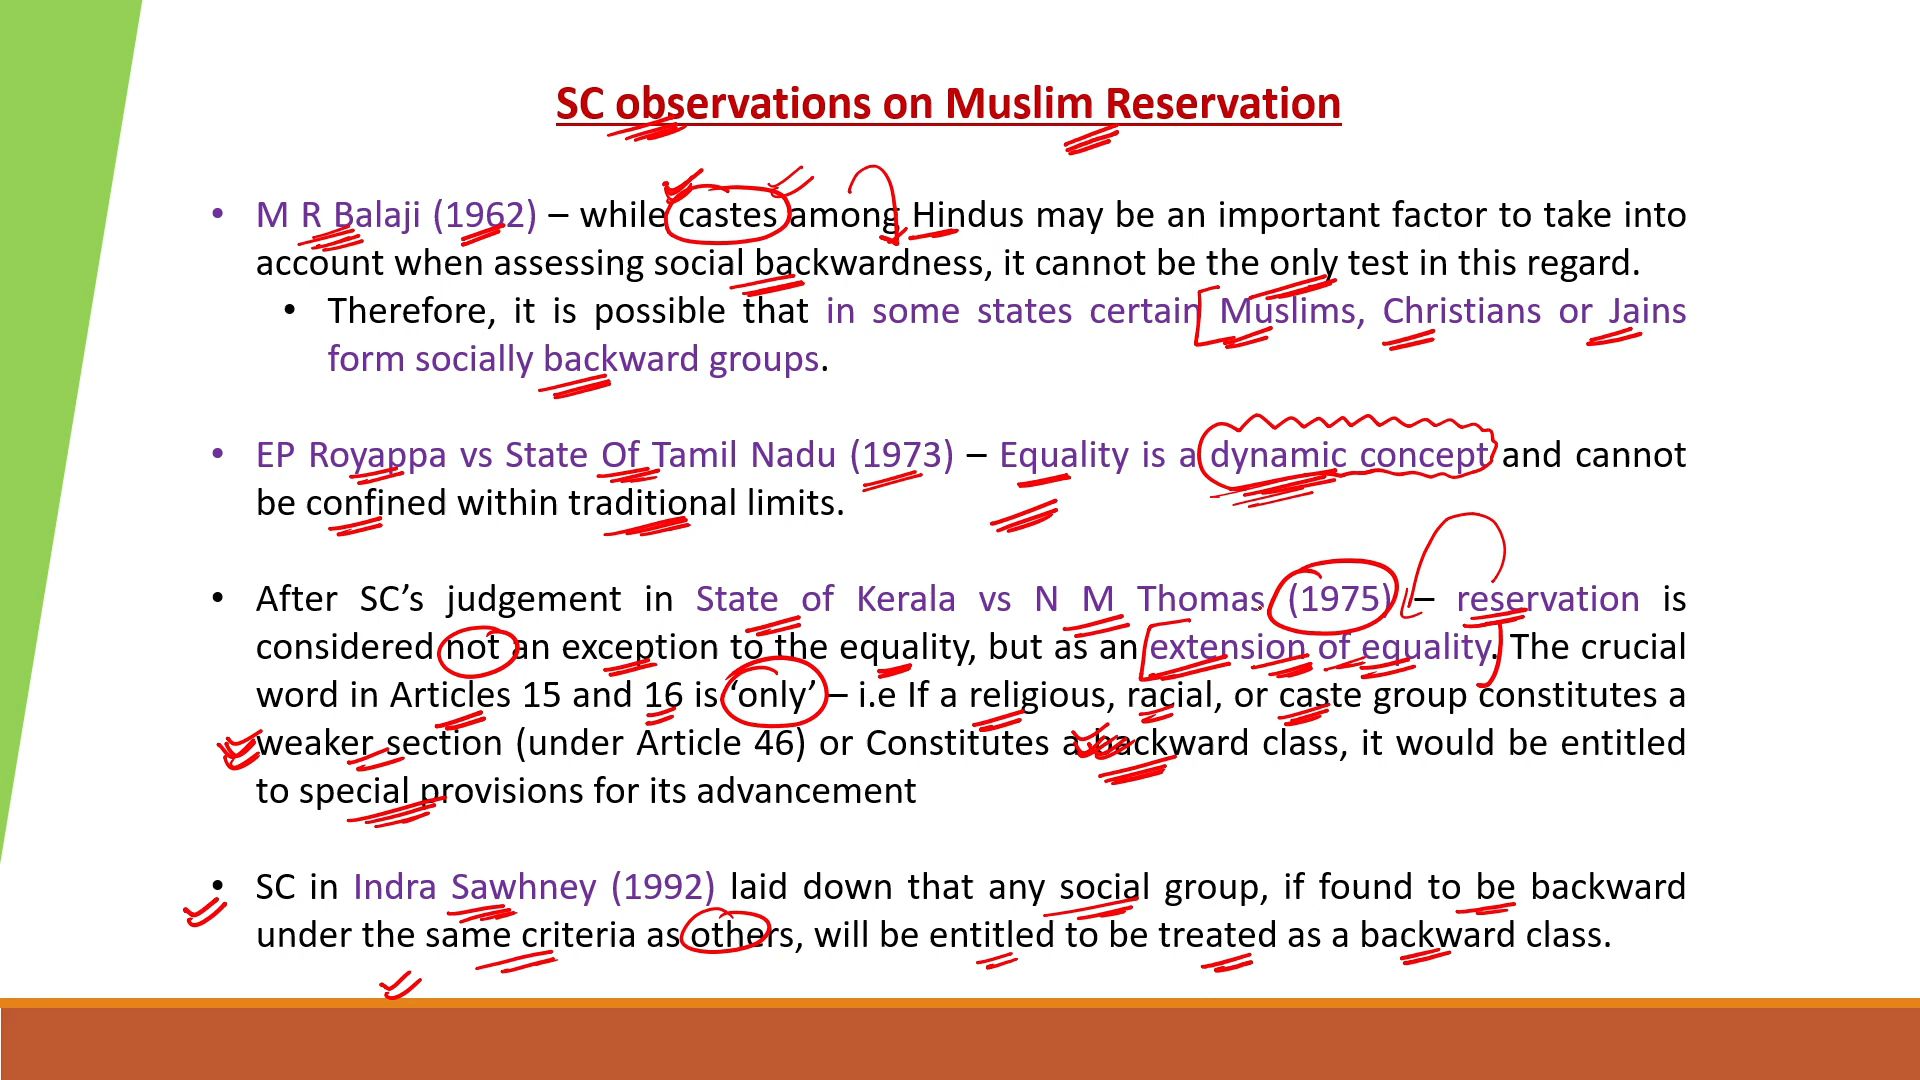 SC observations on Muslim Reservation
• M R Balaji (1962) – while castes among Hindus may be an important factor to take into
account when assessing social backwardness, it cannot be the only test in this regard.
• Therefore, it is possible that in some states certain Muslims, Christians or Jains
form socially backward groups.
• EP Royappa vs State Of Tamil Nadu (1973) – Equality is a dynamic concept and cannot
be confined within traditional limits.
• After SC’s judgement in State of Kerala vs N M Thomas (1975) – reservation is
considered not an exception to the equality, but as an extension of equality. The crucial
word in Articles 15 and 16 is ‘only’ – i.e If a religious, racial, or caste group constitutes a
weaker section (under Article 46) or Constitutes a backward class, it would be entitled
to special provisions for its advancement
• SC in Indra Sawhney (1992) laid down that any social group, if found to be backward
under the same criteria as others, will be entitled to be treated as a backward class.